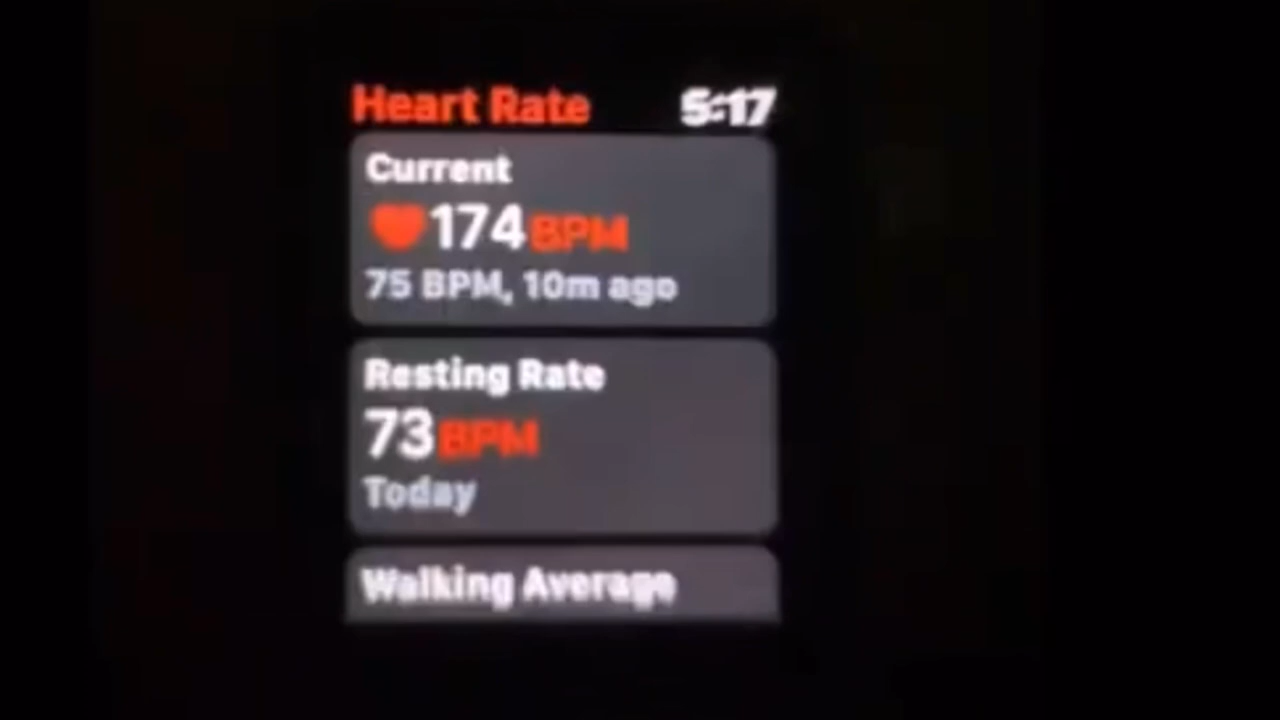 Heart Rate 5:17
Current
174 BPM
75 BPM, 10m ago
Resting Rate
73 BPM
Today
Walking Average